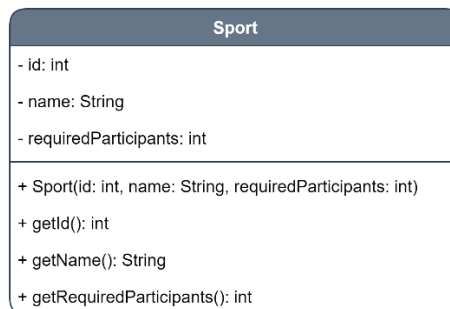 Sport
- id: int
- name: String
- requiredParticipants: int
+ Sport(id: int, name: String, requiredParticipants: int)
+ getId(): int
+ getName(): String
+ getRequiredParticipants(): int